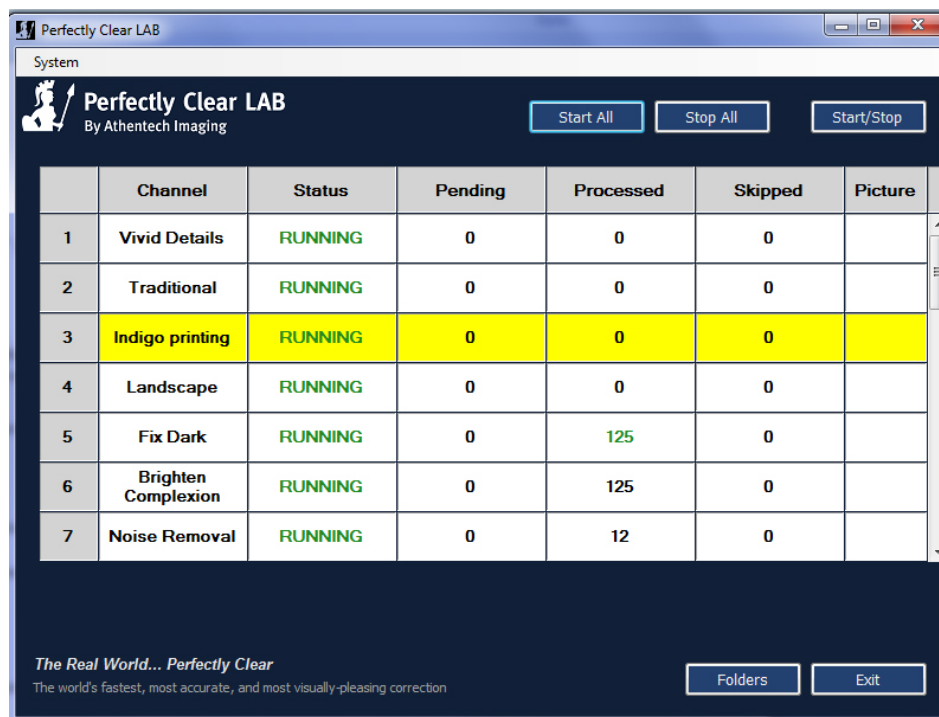 Perfectly Clear LAB
System
Perfectly Clear LAB
By Athentech Imaging
Start All Stop All Start/Stop
Channel Status Pending Processed Skipped Picture
1 Vivid Details RUNNING 0 0 0
2 Traditional RUNNING 0 0 0
3 Indigo printing RUNNING 0 0 0
4 Landscape RUNNING 0 0 0
5 Fix Dark RUNNING 0 125 0
6 Brighten Complexion RUNNING 0 125 0
7 Noise Removal RUNNING 0 12 0
The Real World... Perfectly Clear
The world's fastest, most accurate, and most visually-pleasing correction
Folders Exit